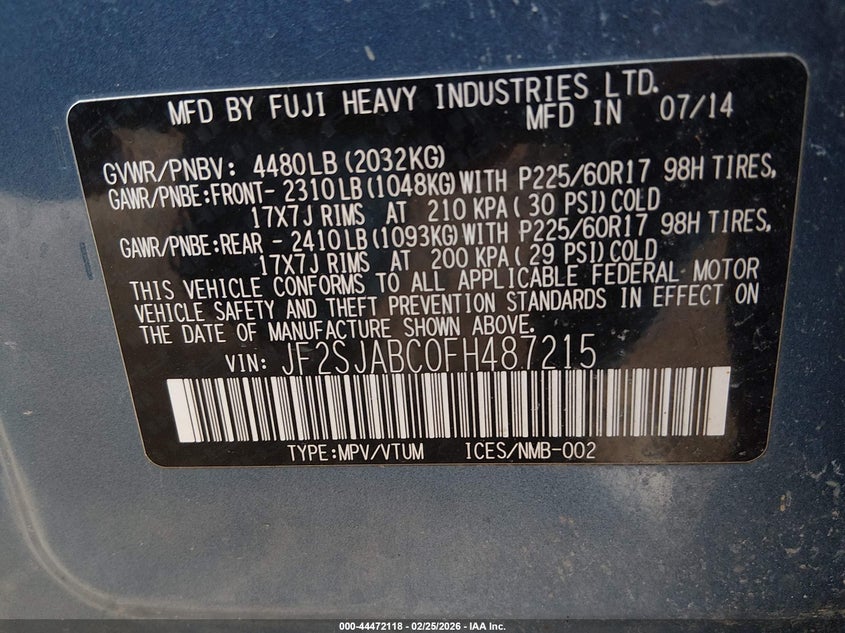 MFD BY FUJI HEAVY INDUSTRIES LTD.
MFD IN 07/14
GVWR/PNBV: 4480LB (2032KG)
GAWR/PNBE:FRONT- 2310LB (1048KG) WITH P225/60R17 98H TIRES,
17X7J RIMS AT 210 KPA( 30 PSI) COLD
GAWR/PNBE:REAR - 2410LB (1093KG) WITH P225/60R17 98H TIRES,
17X7J RIMS AT 200 KPA( 29 PSI) COLD
THIS VEHICLE CONFORMS TO ALL APPLICABLE FEDERAL MOTOR
VEHICLE SAFETY AND THEFT PREVENTION STANDARDS IN EFFECT ON
THE DATE OF MANUFACTURE SHOWN ABOVE.
VIN: JF2SJABC0FH487215
TYPE:MPV/VTUM ICES/NMB-002
000-44472118 - 02/25/2026 - IAA Inc.